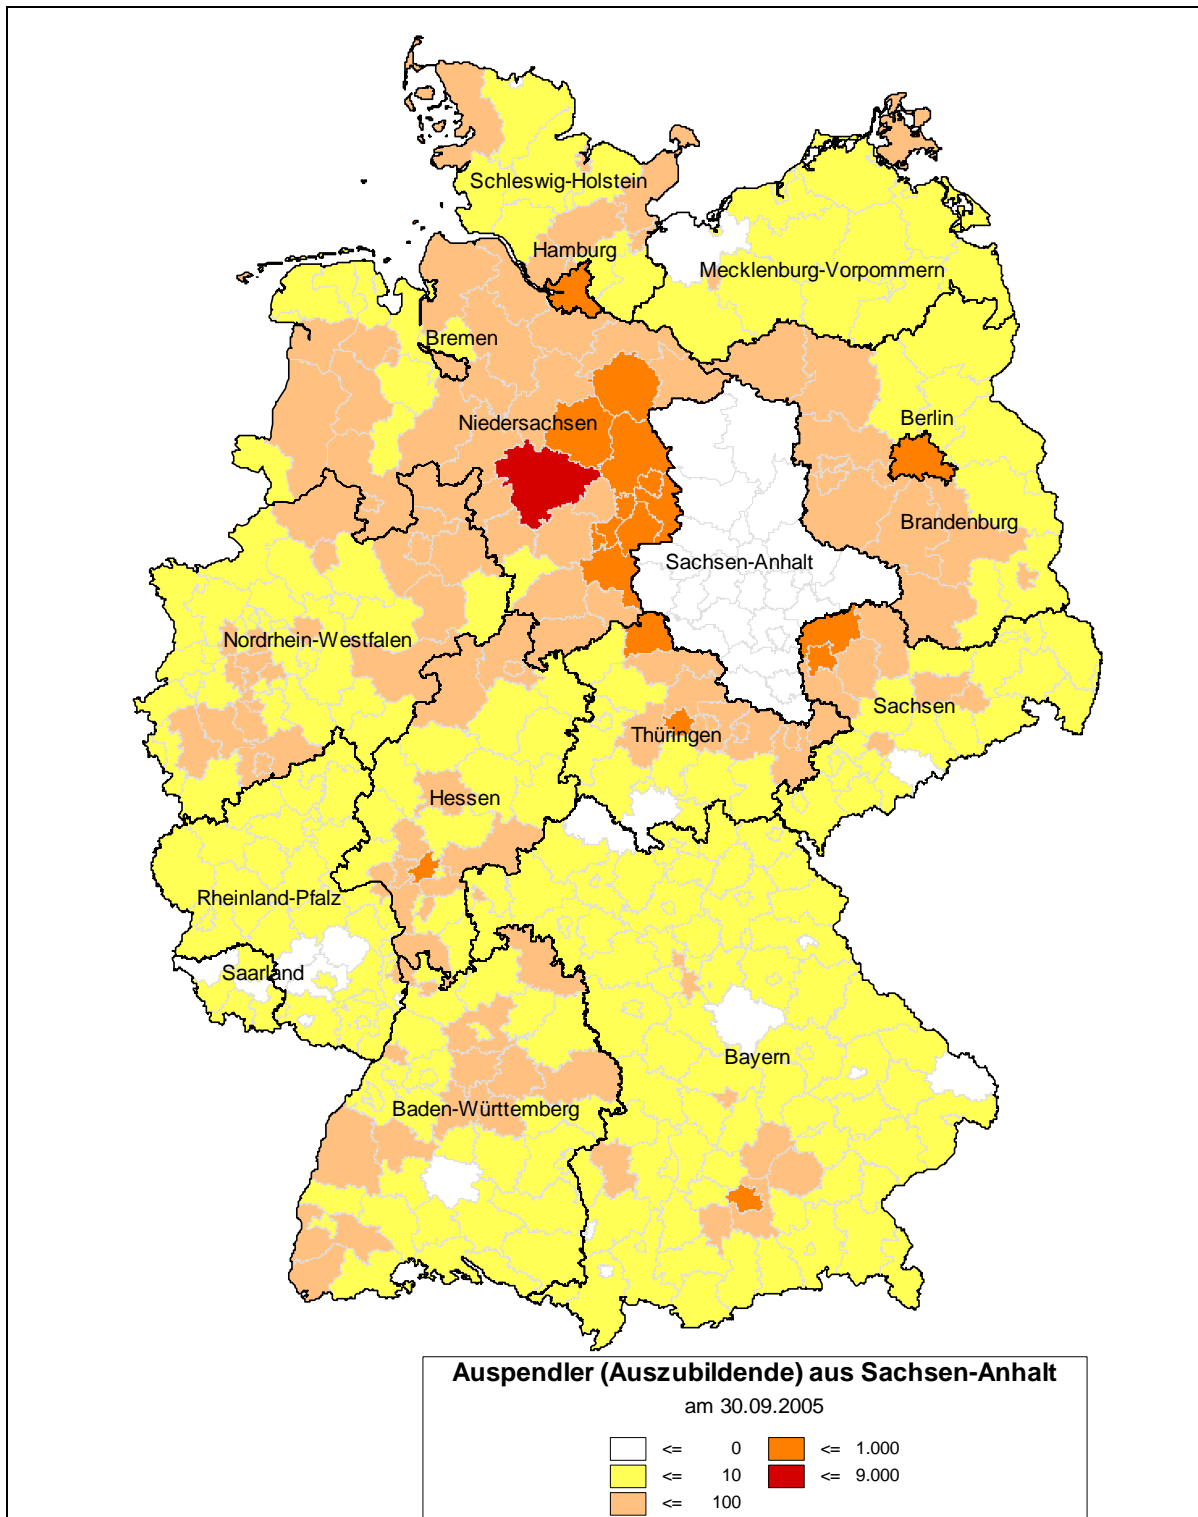 Schleswig-Holstein
Hamburg
Mecklenburg-Vorpommern
Bremen
Niedersachsen
Berlin
Brandenburg
Sachsen-Anhalt
Nordrhein-Westfalen
Sachsen
Thüringen
Hessen
Rheinland-Pfalz
Saarland
Bayern
Baden-Württemberg
Auspendler (Auszubildende) aus Sachsen-Anhalt
am 30.09.2005
<= 0 <= 1.000
<= 10 <= 9.000
<= 100